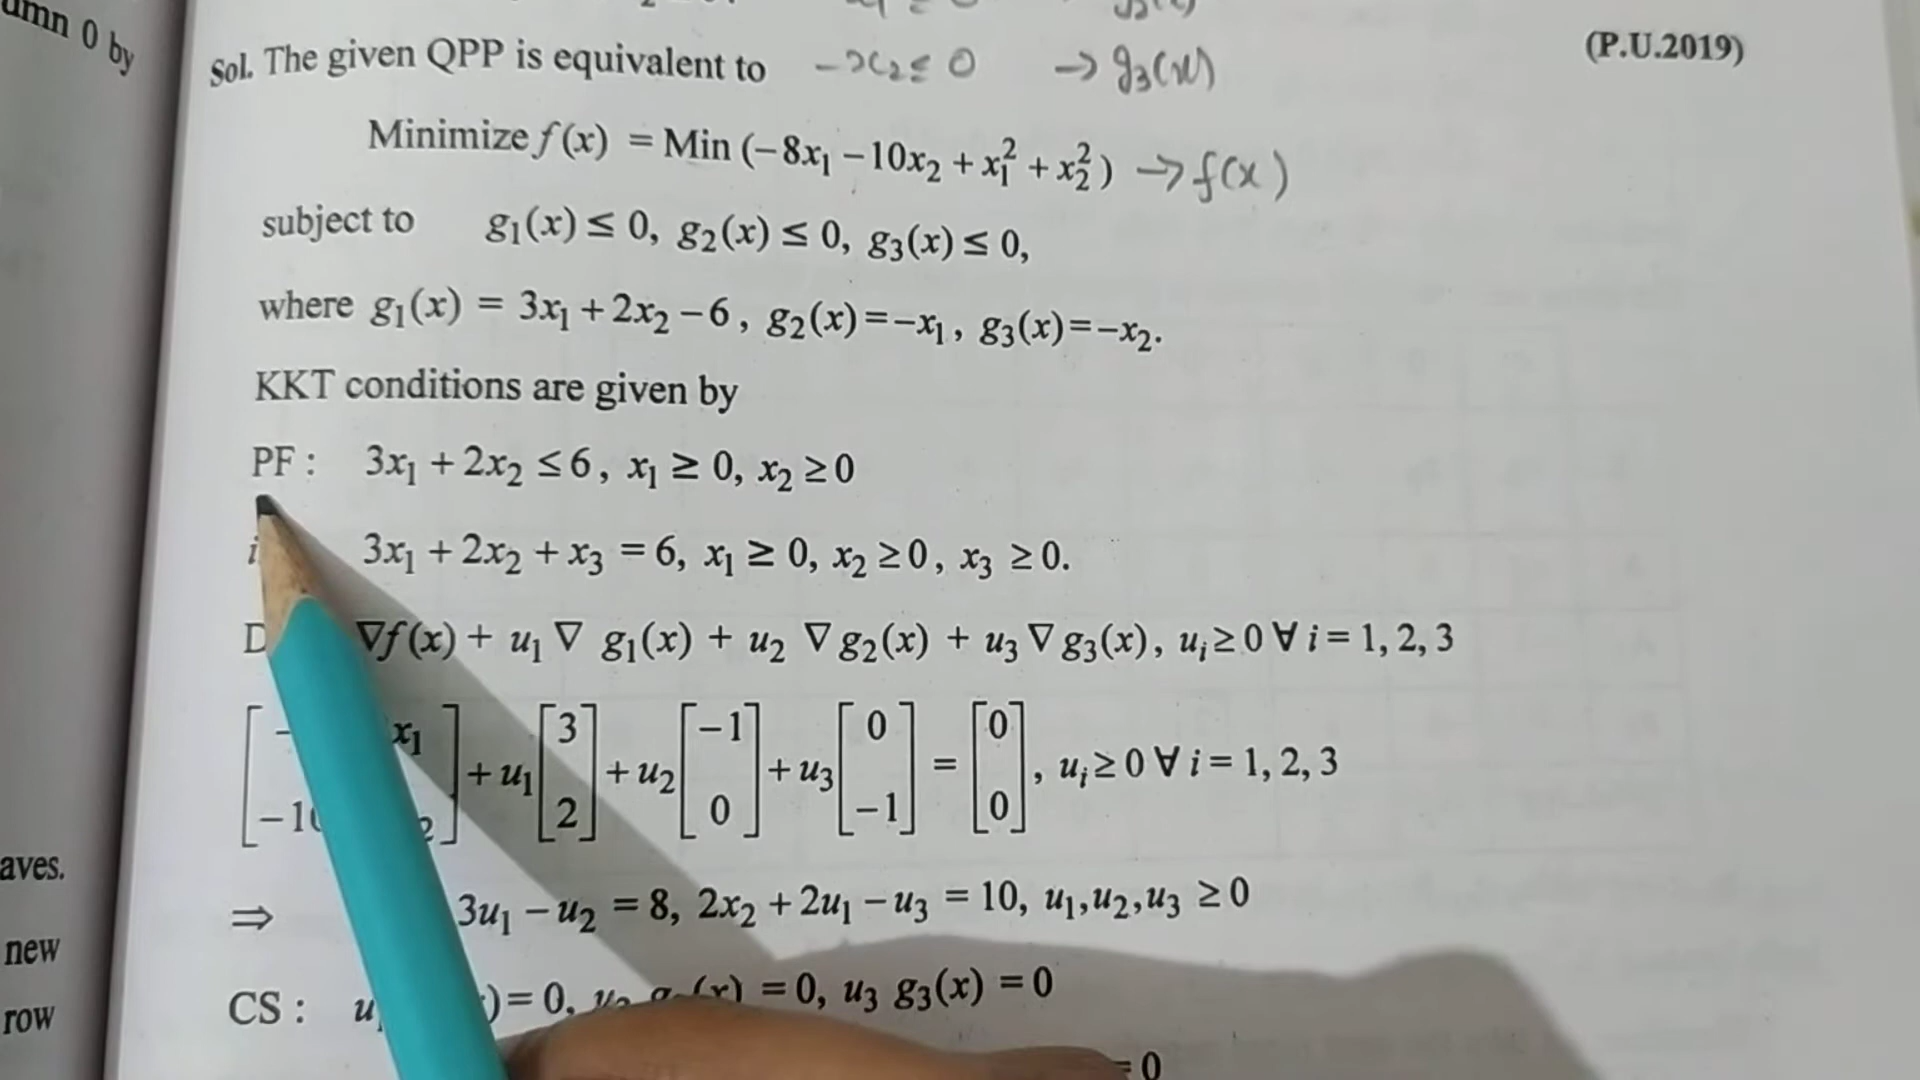 umn 0 by
(P.U.2019)
Sol. The given QPP is equivalent to -x₂ ≤ 0 → g₃(x)
Minimize f(x) = Min (−8x₁ −10x₂ + x₁² + x₂²) → f(x)
subject to g₁(x) ≤ 0, g₂(x) ≤ 0, g₃(x) ≤ 0,
where g₁(x) = 3x₁ + 2x₂ − 6, g₂(x)=−x₁, g₃(x)=−x₂.
KKT conditions are given by
PF : 3x₁ + 2x₂ ≤ 6, x₁ ≥ 0, x₂ ≥ 0
3x₁ + 2x₂ + x₃ = 6, x₁ ≥ 0, x₂ ≥ 0, x₃ ≥ 0.
∇f(x) + u₁ ∇ g₁(x) + u₂ ∇ g₂(x) + u₃ ∇ g₃(x), uᵢ ≥ 0 ∀ i = 1, 2, 3
x₁ 3 −1 0 0
+ u₁ + u₂ + u₃ = , uᵢ ≥ 0 ∀ i = 1, 2, 3
2 0 −1 0
⇒ 3u₁ − u₂ = 8, 2x₂ + 2u₁ − u₃ = 10, u₁,u₂,u₃ ≥ 0
CS : = 0, = 0, u₃ g₃(x) = 0
= 0
aves.
new
row